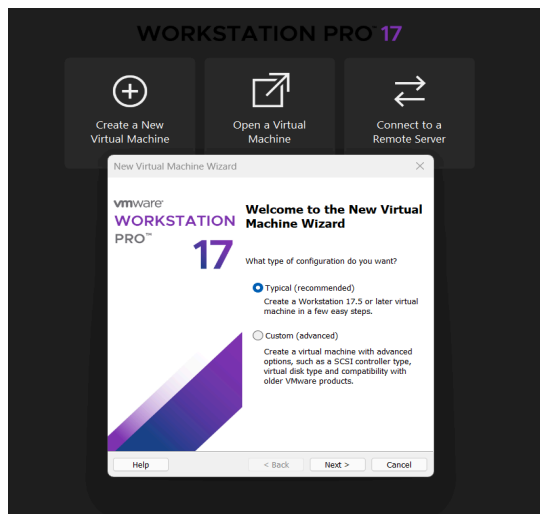 WORKSTATION PRO™ 17
Create a New
Virtual Machine
Open a Virtual
Machine
Connect to a
Remote Server
New Virtual Machine Wizard
vmware®
WORKSTATION
PRO™
17
Welcome to the New Virtual
Machine Wizard
What type of configuration do you want?
Typical (recommended)
Create a Workstation 17.5 or later virtual
machine in a few easy steps.
Custom (advanced)
Create a virtual machine with advanced
options, such as a SCSI controller type,
virtual disk type and compatibility with
older VMware products.
Help
< Back
Next >
Cancel